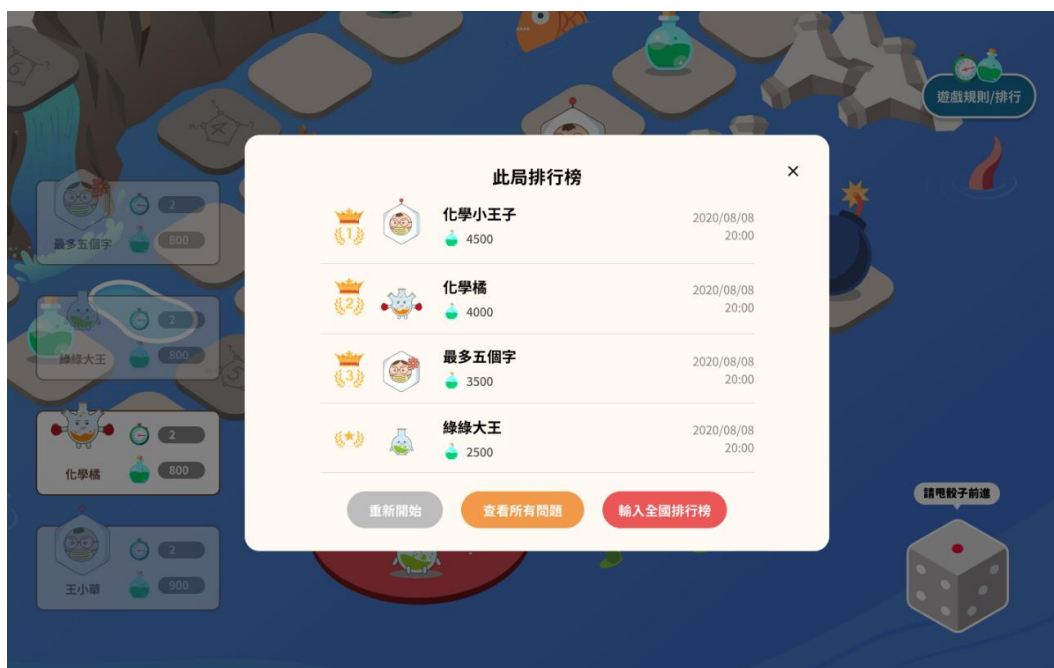 遊戲規則/排行
此局排行榜
×
1
化學小王子
4500
2020/08/08
20:00
2
化學橘
4000
2020/08/08
20:00
3
最多五個字
3500
2020/08/08
20:00
綠綠大王
2500
2020/08/08
20:00
重新開始
查看所有問題
輸入全國排行榜
2
最多五個字
800
2
綠綠大王
800
2
化學橘
800
2
王小華
900
請甩骰子前進